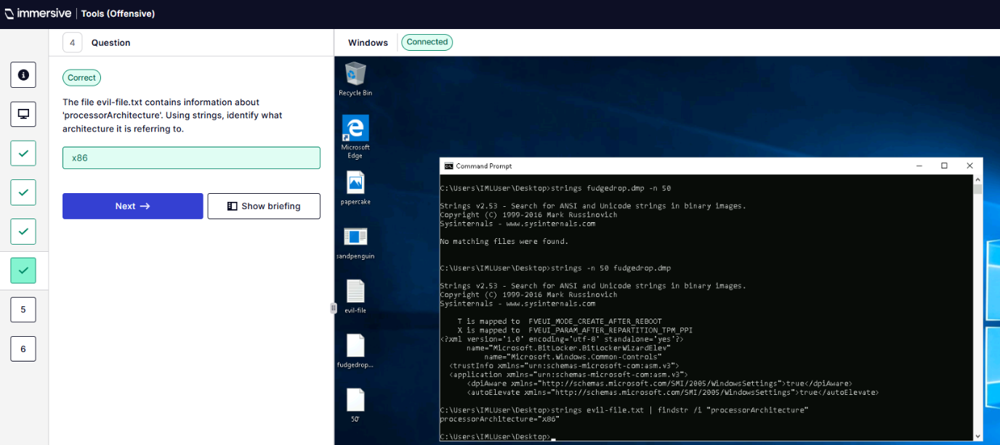 immersive | Tools (Offensive)
4 Question
Correct
The file evil-file.txt contains information about
'processorArchitecture'. Using strings, identify what
architecture it is referring to.
x86
Next →
Show briefing
5
6
Windows Connected
Recycle Bin
Microsoft
Edge
papercake
sandpenguin
evil-file
fudgedrop...
50'
Command Prompt
C:\Users\IMLUser\Desktop>strings fudgedrop.dmp -n 50
Strings v2.53 - Search for ANSI and Unicode strings in binary images.
Copyright (C) 1999-2016 Mark Russinovich
Sysinternals - www.sysinternals.com
No matching files were found.
C:\Users\IMLUser\Desktop>strings -n 50 fudgedrop.dmp
Strings v2.53 - Search for ANSI and Unicode strings in binary images.
Copyright (C) 1999-2016 Mark Russinovich
Sysinternals - www.sysinternals.com
T is mapped to  FVEUI_MODE_CREATE_AFTER_REBOOT
X is mapped to  FVEUI_PARAM_AFTER_REPARTITION_TPM_PPI
<?xml version='1.0' encoding='utf-8' standalone='yes'?>
name="Microsoft.BitLocker.BitLockerWizardElev"
name="Microsoft.Windows.Common-Controls"
<trustInfo xmlns="urn:schemas-microsoft-com:asm.v3">
<application xmlns="urn:schemas-microsoft-com:asm.v3">
<dpiAware xmlns="http://schemas.microsoft.com/SMI/2005/WindowsSettings">true</dpiAware>
<autoElevate xmlns="http://schemas.microsoft.com/SMI/2005/WindowsSettings">true</autoElevate>
C:\Users\IMLUser\Desktop>strings evil-file.txt | findstr /i "processorArchitecture"
processorArchitecture="x86"
C:\Users\IMLUser\Desktop>